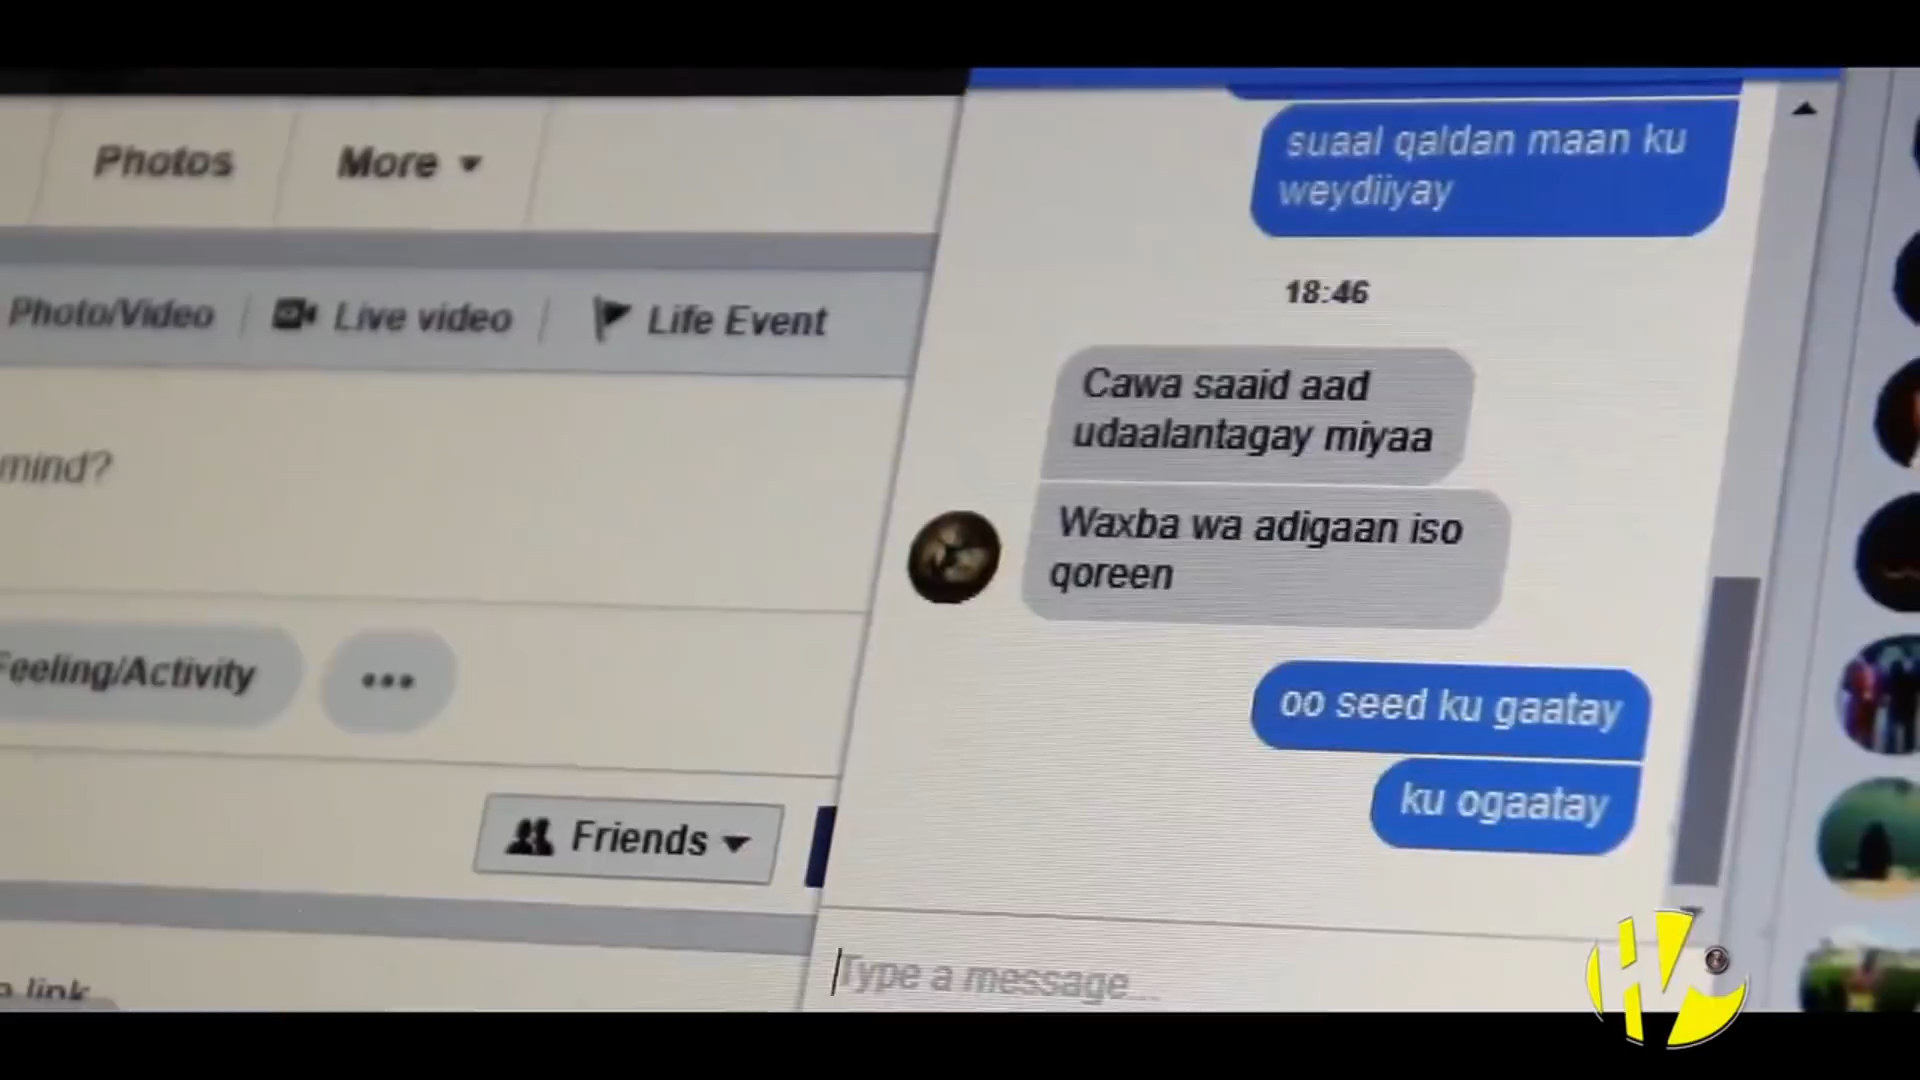 Photos
More
Photo/Video
Live video
Life Event
mind?
Feeling/Activity
Friends
link
suaal qaldan maan ku
weydiiyay
18:46
Cawa saaid aad
udaalantagay miyaa
Waxba wa adigaan iso
qoreen
oo seed ku gaatay
ku ogaatay
Type a message...